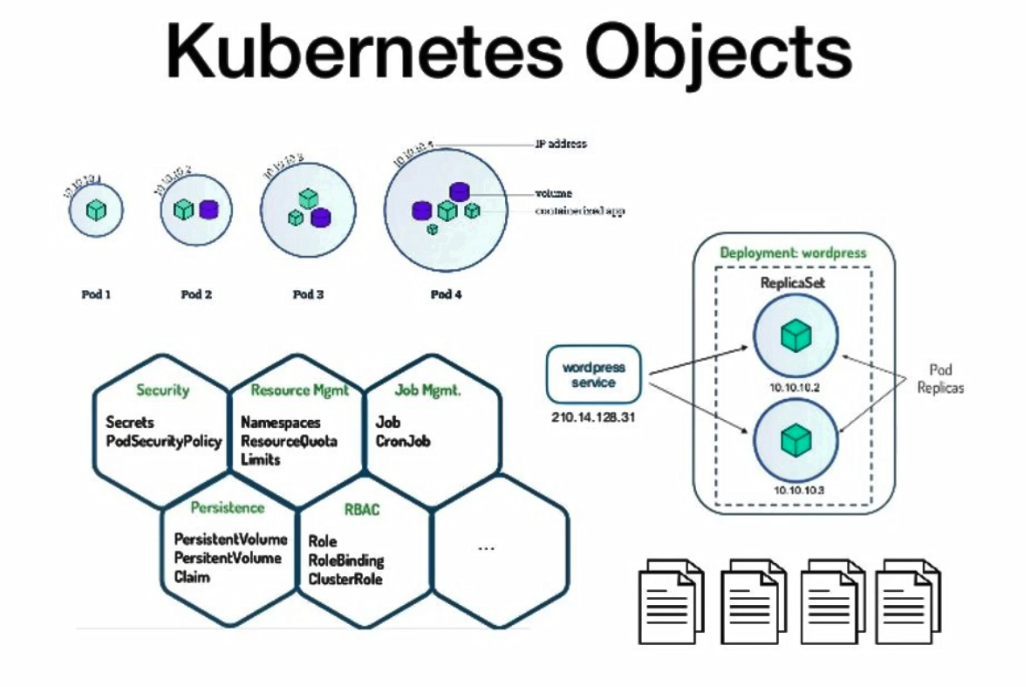 Kubernetes Objects
10.10.10.1
10.10.10.2
10.10.10.3
10.10.10.4
IP address
volume
containerized app
Pod 1
Pod 2
Pod 3
Pod 4
Deployment: wordpress
ReplicaSet
10.10.10.2
10.10.10.3
wordpress
service
210.14.128.31
Pod
Replicas
Security
Secrets
PodSecurityPolicy
Resource Mgmt
Namespaces
ResourceQuota
Limits
Job Mgmt.
Job
CronJob
Persistence
PersistentVolume
PersitentVolume
Claim
RBAC
Role
RoleBinding
ClusterRole
...